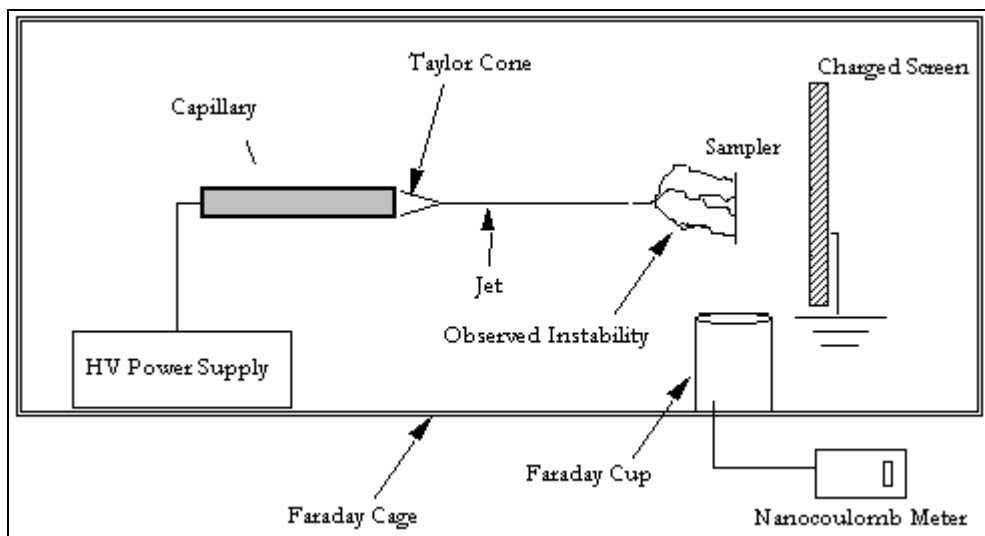 Taylor Cone
Charged Screen
Capillary
Sampler
Jet
Observed Instability
HV Power Supply
Faraday Cup
Faraday Cage
Nanocoulomb Meter